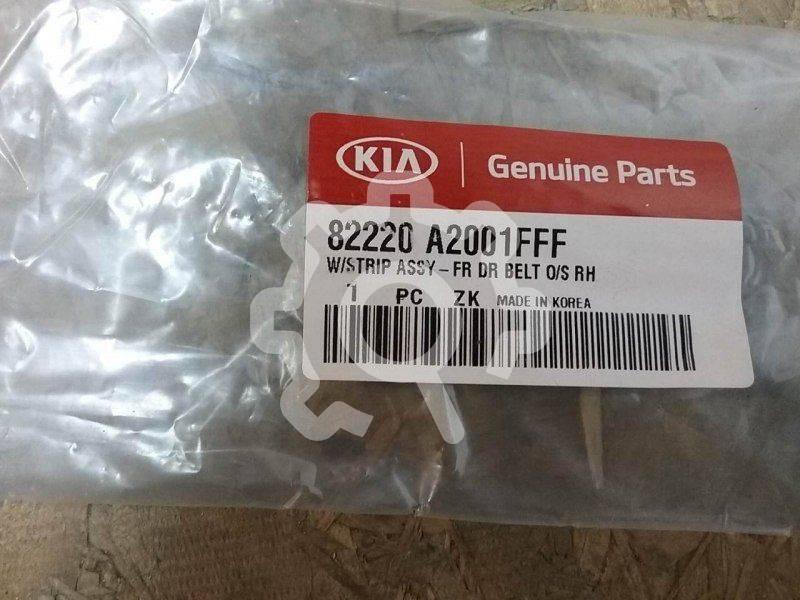 KIA Genuine Parts
82220 A2001FFF
W/STRIP ASSY-FR DR BELT O/S RH
1 PC ZK MADE IN KOREA